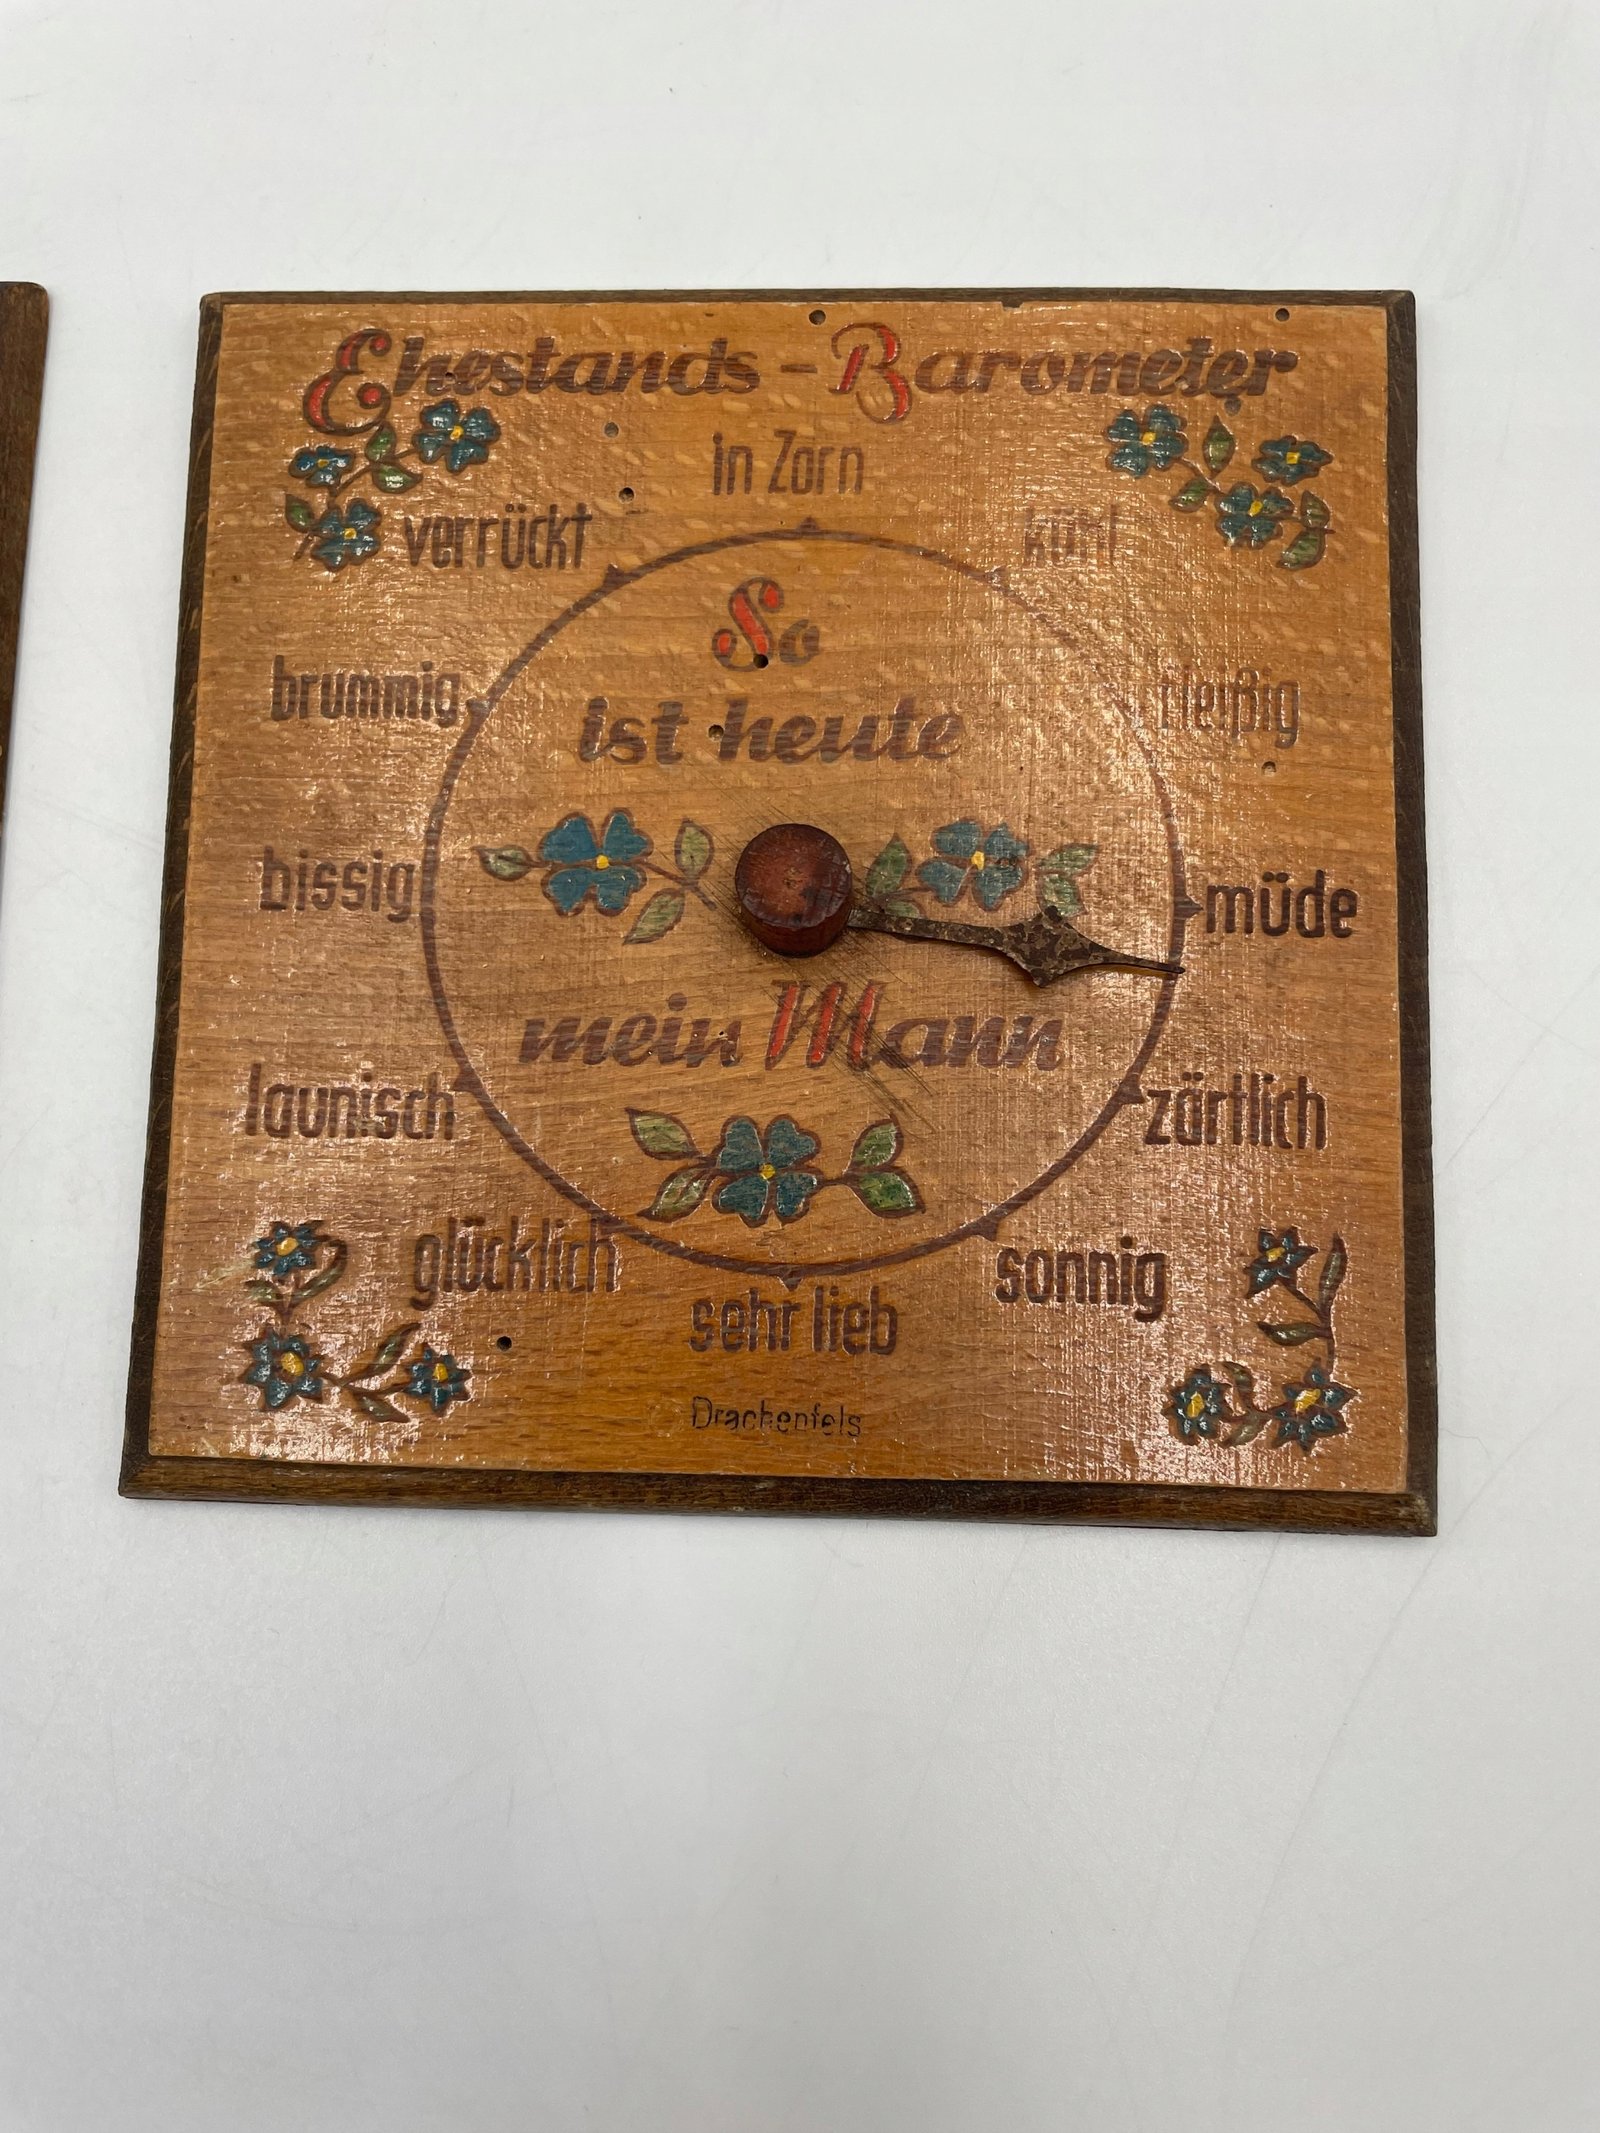 Ehestands - Barometer
in Zorn
verrückt
kühl
So
brummig
fleißig
ist heute
bissig
müde
mein Mann
launisch
zärtlich
glücklich
sonnig
sehr lieb
Drachenfels